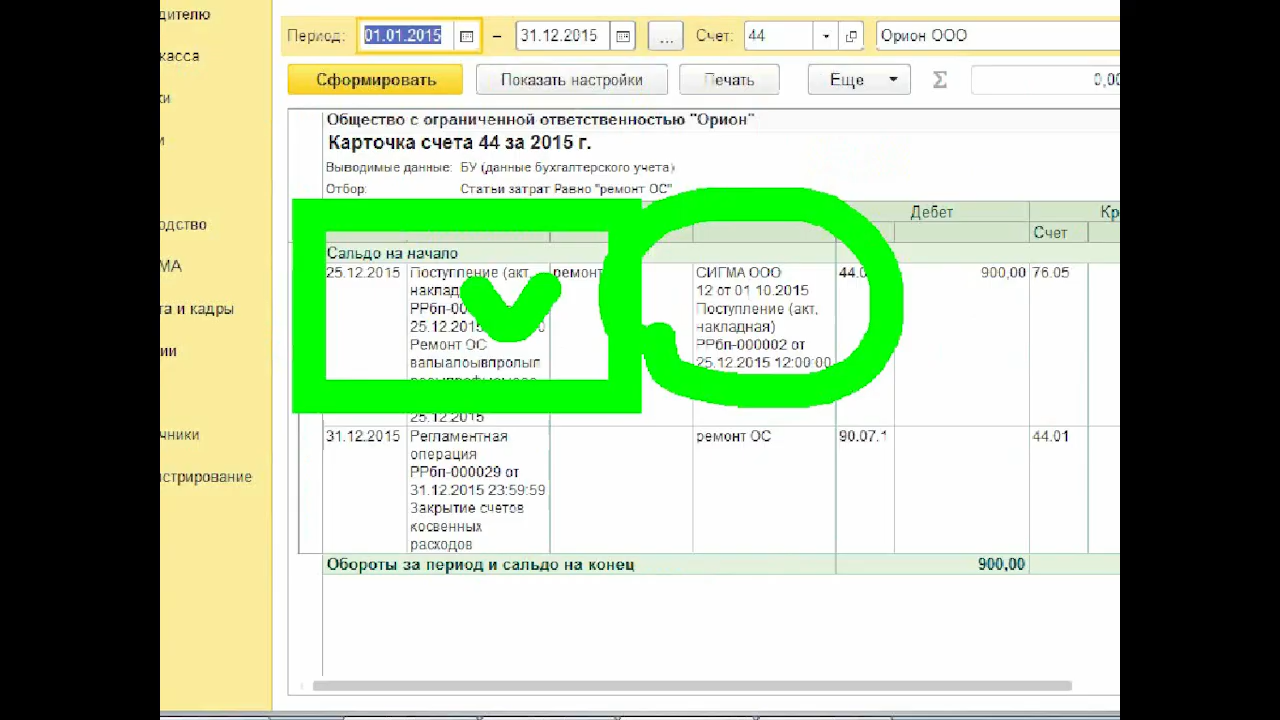 дителю
касса
ки
и
одство
МА
та и кадры
ии
чники
стрирование
Период: 01.01.2015 – 31.12.2015 ... Счет: 44 Орион ООО
Сформировать Показать настройки Печать Еще Σ 0,00
Общество с ограниченной ответственностью "Орион"
Карточка счета 44 за 2015 г.
Выводимые данные: БУ (данные бухгалтерского учета)
Отбор: Статьи затрат Равно "ремонт ОС"
Дебет Кр
Счет
Сальдо на начало
25.12.2015 Поступление (акт, ремонт СИГМА ООО 44.0 900,00 76.05
наклад 12 от 01.10.2015
РРбп-00 Поступление (акт,
25.12.2015 накладная)
Ремонт ОС РРбп-000002 от
валыалоывпролып 25.12.2015 12:00:00
25.12.2015
31.12.2015 Регламентная ремонт ОС 90.07.1 44.01
операция
РРбп-000029 от
31.12.2015 23:59:59
Закрытие счетов
косвенных
расходов
Обороты за период и сальдо на конец 900,00